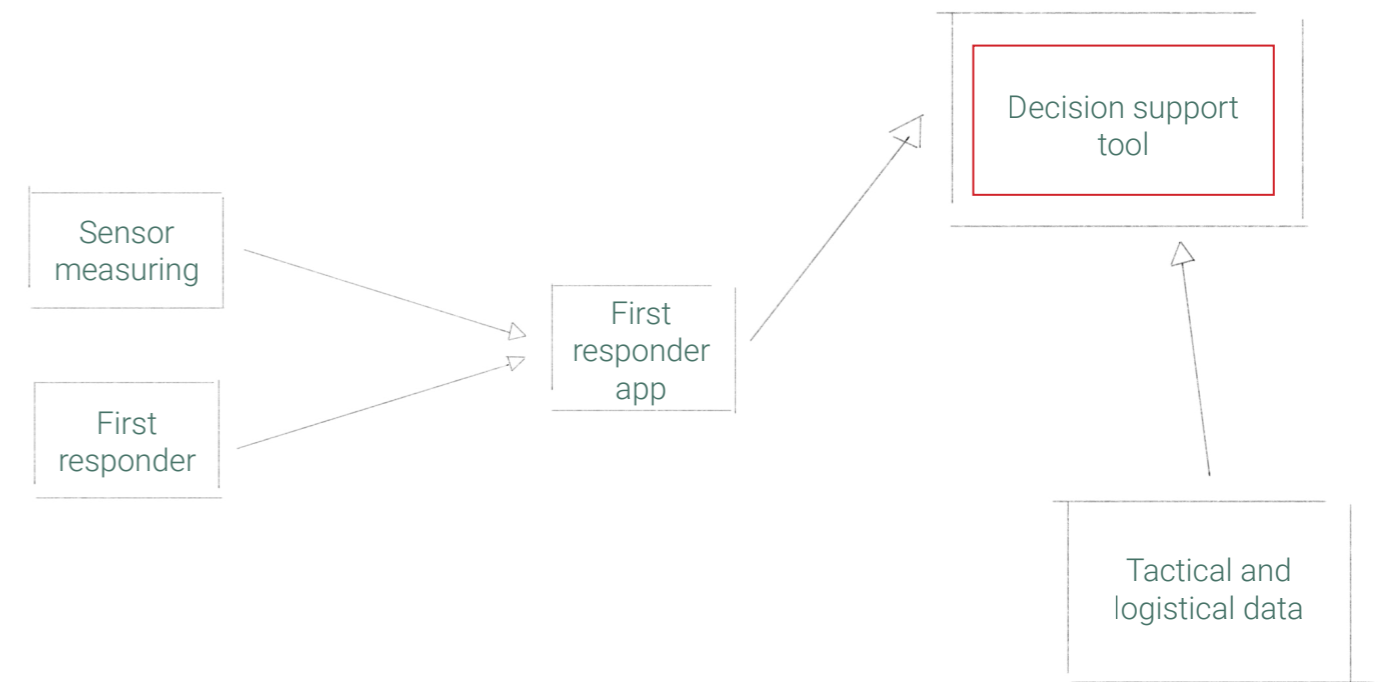 Decision support
tool
Sensor
measuring
First
responder
app
First
responder
Tactical and
logistical data